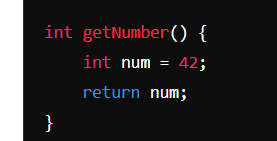 int getNumber() {
    int num = 42;
    return num;
}